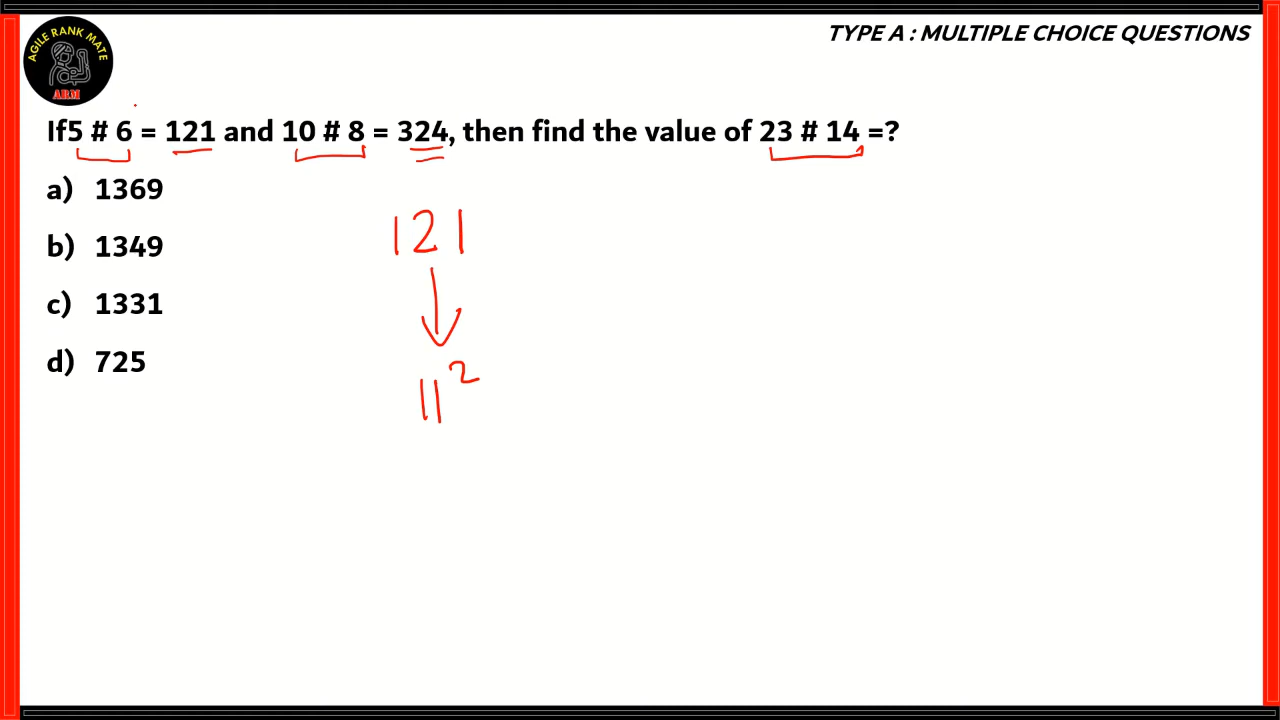 AGILE RANK MATE
ARM
TYPE A : MULTIPLE CHOICE QUESTIONS
If5 # 6 = 121 and 10 # 8 = 324, then find the value of 23 # 14 =?
a) 1369
b) 1349
c) 1331
d) 725
121
11²